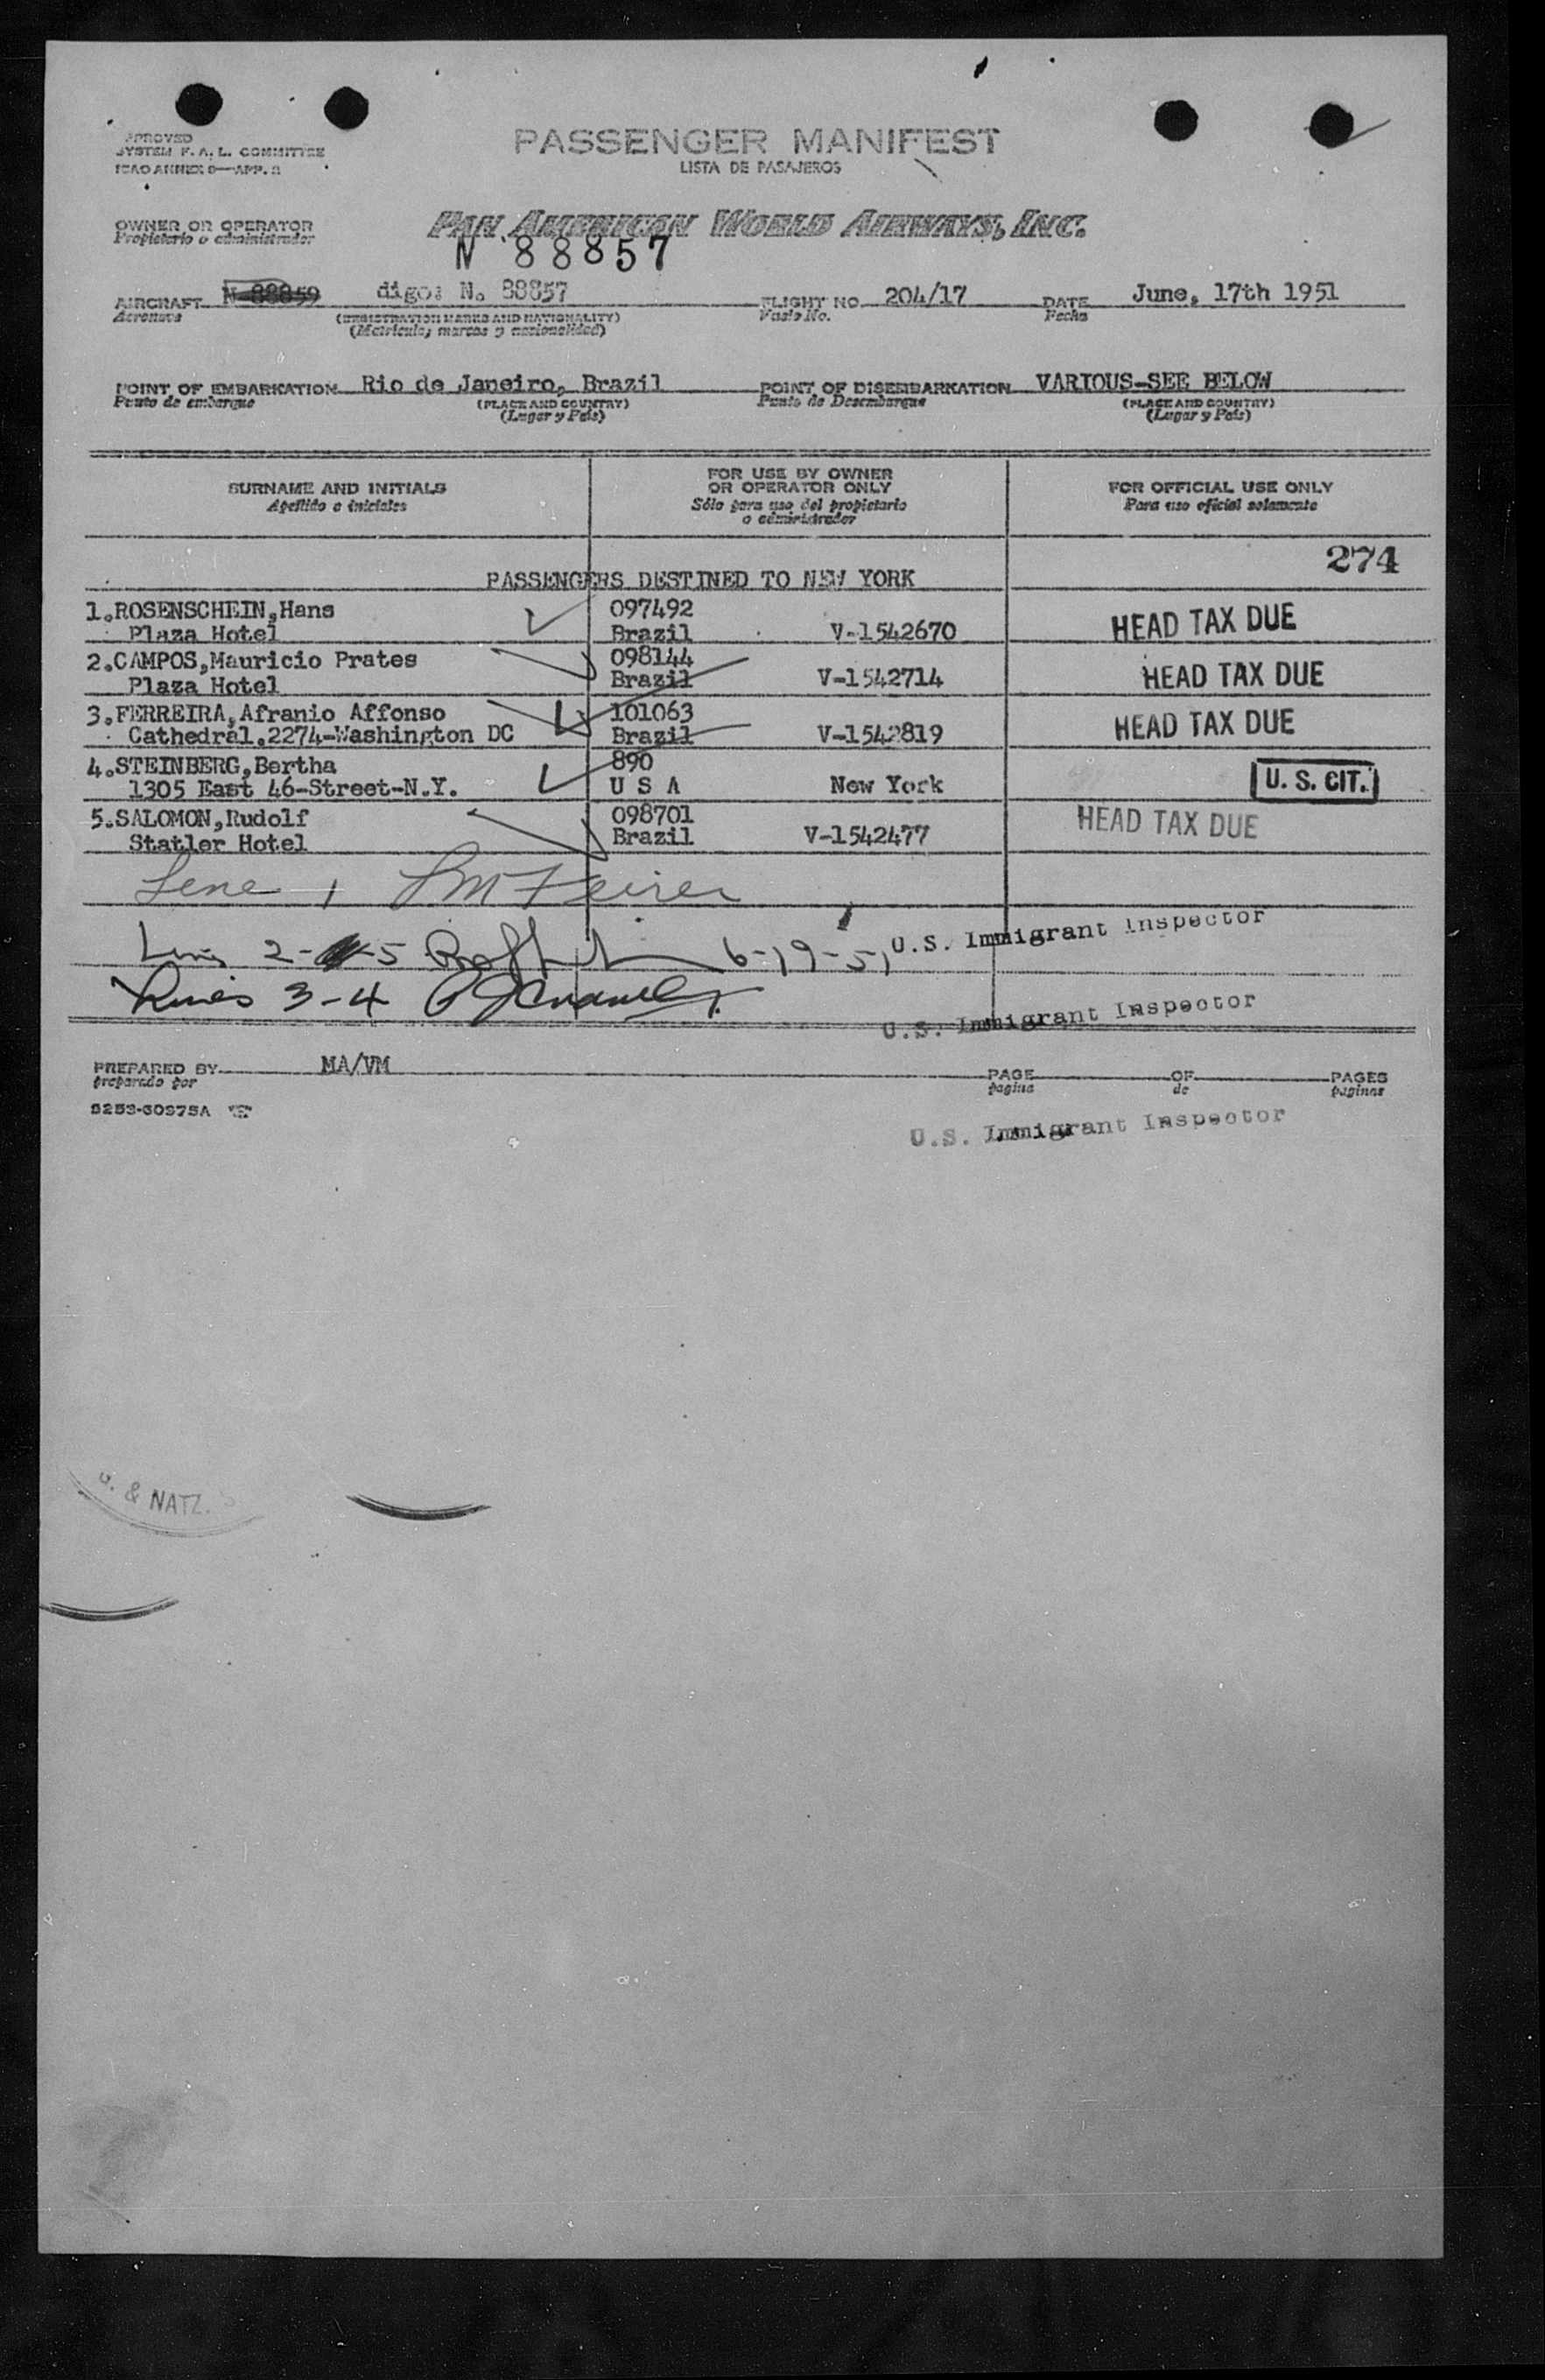 APPROVED
SYSTEM F. A. L. COMMITTEE
ICAO ANNEX 9—APP. 2
PASSENGER MANIFEST
LISTA DE PASAJEROS
OWNER OR OPERATOR
Propietario o administrador
PAN AMERICAN WORLD AIRWAYS, INC.
N 88857
AIRCRAFT N 88859 digo: N. 88857 FLIGHT NO. 204/17 DATE June, 17th 1951
Aeronave (REGISTRATION MARKS AND NATIONALITY) Vuelo No. Fecha
(Matricula, marcas y nacionalidad)
POINT OF EMBARKATION Rio de Janeiro, Brazil POINT OF DISEMBARKATION VARIOUS-SEE BELOW
Punto de embarque (PLACE AND COUNTRY) Punto de Desembarque (PLACE AND COUNTRY)
(Lugar y País) (Lugar y País)
SURNAME AND INITIALS
Apellido e iniciales
FOR USE BY OWNER
OR OPERATOR ONLY
Sólo para uso del propietario
o administrador
FOR OFFICIAL USE ONLY
Para uso oficial solamente
274
PASSENGERS DESTINED TO NEW YORK
1.ROSENSCHEIN,Hans 097492
Plaza Hotel Brazil V-1542670 HEAD TAX DUE
2.CAMPOS,Mauricio Prates 098144
Plaza Hotel Brazil V-1542714 HEAD TAX DUE
3.FERREIRA,Afranio Affonso 101063
Cathedral.2274-Washington DC Brazil V-1542819 HEAD TAX DUE
4.STEINBERG,Bertha 890
1305 East 46-Street-N.Y. U S A New York U. S. CIT.
5.SALOMON,Rudolf 098701 HEAD TAX DUE
Statler Hotel Brazil V-1542477
1
2- 5 6-19-51 U.S. Immigrant Inspector
Lines 3-4
U.S. Immigrant Inspector
PREPARED BY MA/VM PAGE OF PAGES
preparado por pagina de paginas
U.S. Immigrant Inspector
& NATZ.